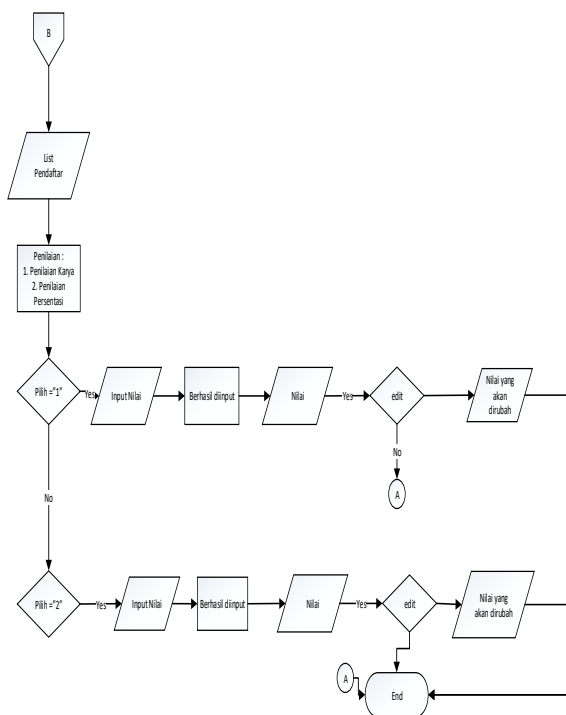 B
List
Pendaftar
Penilaian :
1. Penilaian Karya
2. Penilaian
Persentasi
Pilih ="1"
Yes
Input Nilai
Berhasil diinput
Nilai
Yes
edit
Nilai yang
akan
dirubah
No
A
No
Pilih ="2"
Yes
Input Nilai
Berhasil diinput
Nilai
Yes
edit
Nilai yang
akan dirubah
A
End